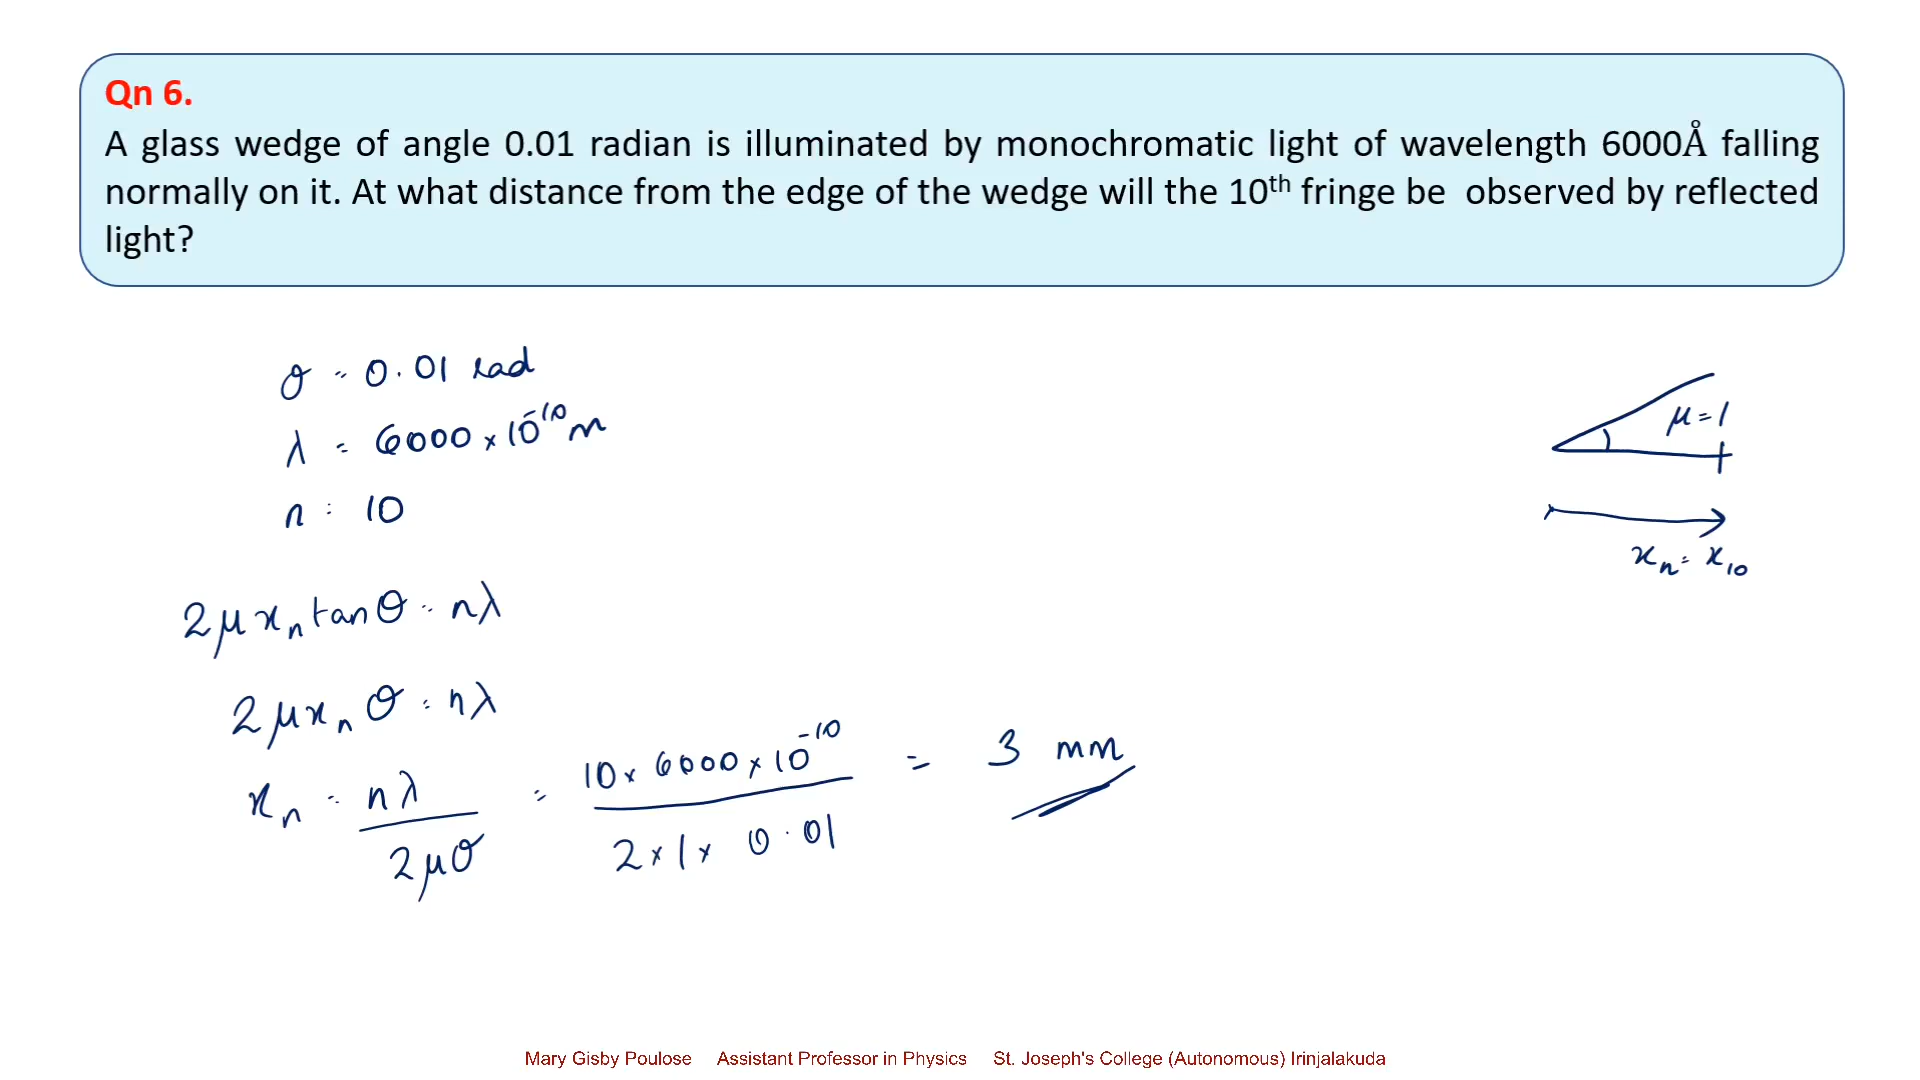 Qn 6.
A glass wedge of angle 0.01 radian is illuminated by monochromatic light of wavelength 6000Å falling
normally on it. At what distance from the edge of the wedge will the 10th fringe be observed by reflected
light?
θ = 0.01 rad
λ = 6000 × 10⁻¹⁰ m
n = 10
μ = 1
xₙ = x₁₀
2μxₙ tanθ = nλ
2μxₙ θ = nλ
xₙ = nλ / 2μθ = 10 × 6000 × 10⁻¹⁰ / 2 × 1 × 0.01 = 3 mm
Mary Gisby Poulose Assistant Professor in Physics St. Joseph's College (Autonomous) Irinjalakuda